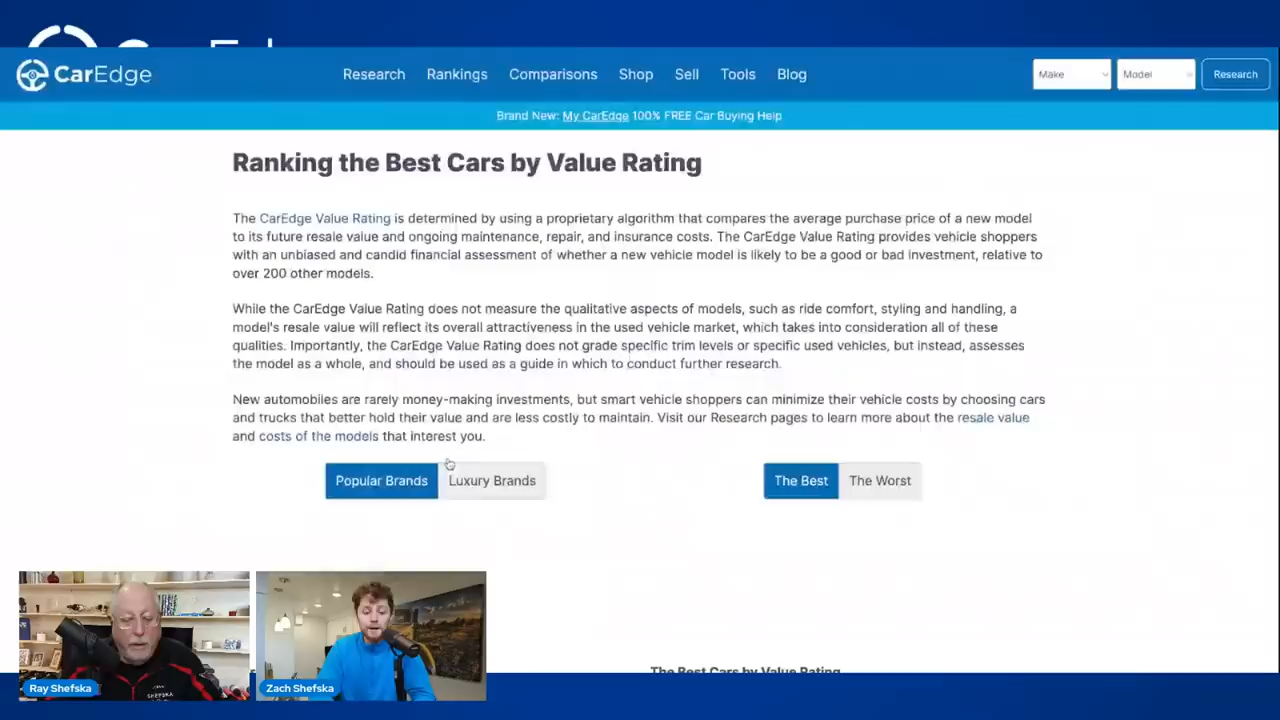 CarEdge
Research
Rankings
Comparisons
Shop
Sell
Tools
Blog
Make
Model
Research
Brand New: My CarEdge 100% FREE Car Buying Help
Ranking the Best Cars by Value Rating
The CarEdge Value Rating is determined by using a proprietary algorithm that compares the average purchase price of a new model
to its future resale value and ongoing maintenance, repair, and insurance costs. The CarEdge Value Rating provides vehicle shoppers
with an unbiased and candid financial assessment of whether a new vehicle model is likely to be a good or bad investment, relative to
over 200 other models.
While the CarEdge Value Rating does not measure the qualitative aspects of models, such as ride comfort, styling and handling, a
model's resale value will reflect its overall attractiveness in the used vehicle market, which takes into consideration all of these
qualities. Importantly, the CarEdge Value Rating does not grade specific trim levels or specific used vehicles, but instead, assesses
the model as a whole, and should be used as a guide in which to conduct further research.
New automobiles are rarely money-making investments, but smart vehicle shoppers can minimize their vehicle costs by choosing cars
and trucks that better hold their value and are less costly to maintain. Visit our Research pages to learn more about the resale value
and costs of the models that interest you.
Popular Brands
Luxury Brands
The Best
The Worst
The Best Cars by Value Rating
SHEFSKA
Ray Shefska
Zach Shefska